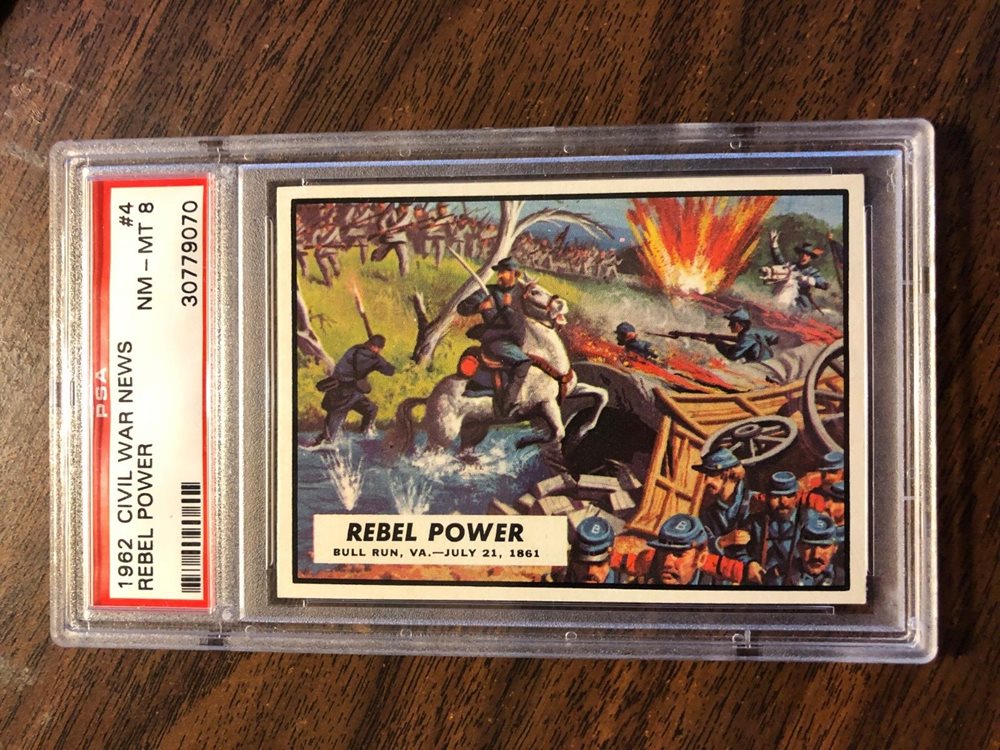 1962 CIVIL WAR NEWS #4
REBEL POWER NM - MT 8
PSA 30779070
REBEL POWER
BULL RUN, VA.—JULY 21, 1861
B
B